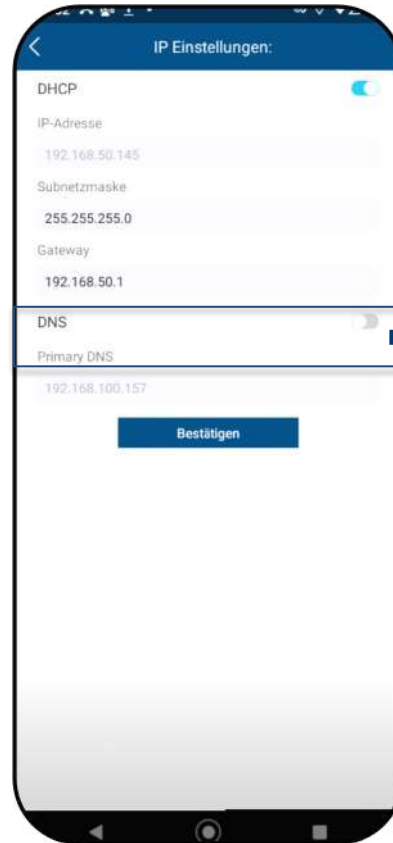 IP Einstellungen:
DHCP
IP-Adresse
192.168.50.145
Subnetzmaske
255.255.255.0
Gateway
192.168.50.1
DNS
Primary DNS
192.168.100.157
Bestätigen